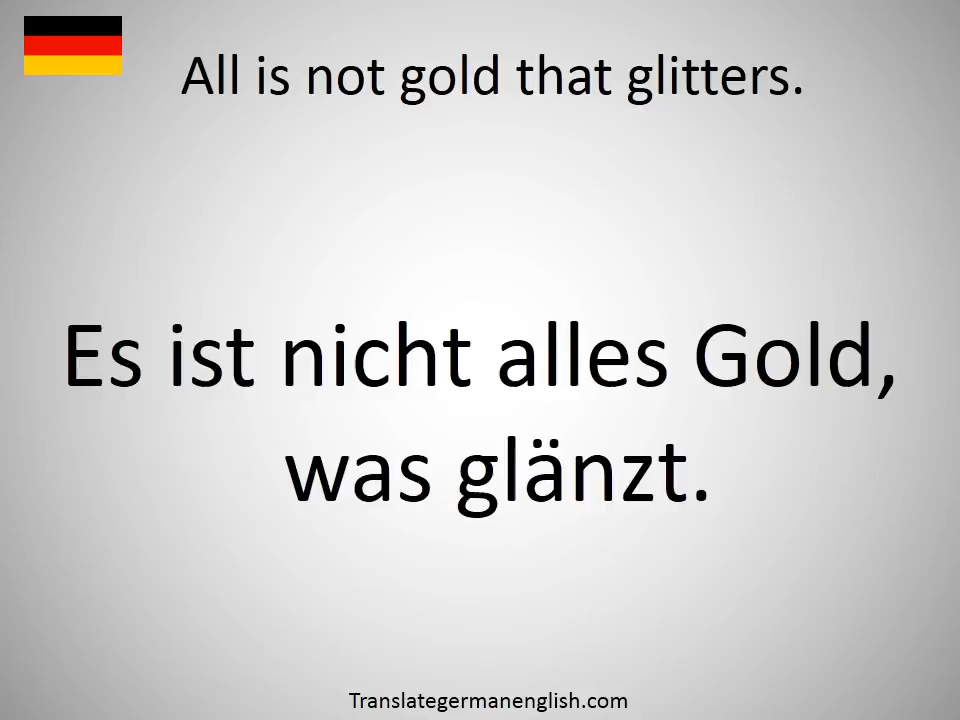 All is not gold that glitters.
Es ist nicht alles Gold,
was glänzt.
Translategermanenglish.com